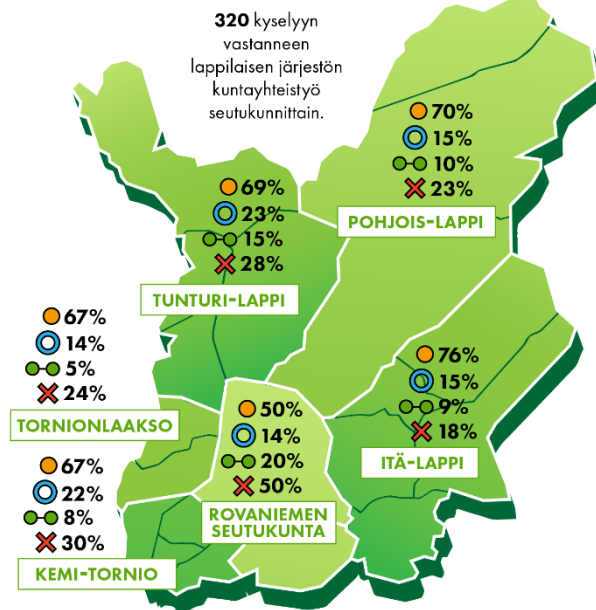 320 kyselyyn
vastanneen
lappilaisen järjestön
kuntayhteistyö
seutukunnittain.
70%
15%
10%
23%
POHJOIS-LAPPI
69%
23%
15%
28%
TUNTURI-LAPPI
67%
14%
5%
24%
TORNIONLAAKSO
76%
15%
9%
18%
ITÄ-LAPPI
50%
14%
20%
50%
ROVANIEMEN
SEUTUKUNTA
67%
22%
8%
30%
KEMI-TORNIO